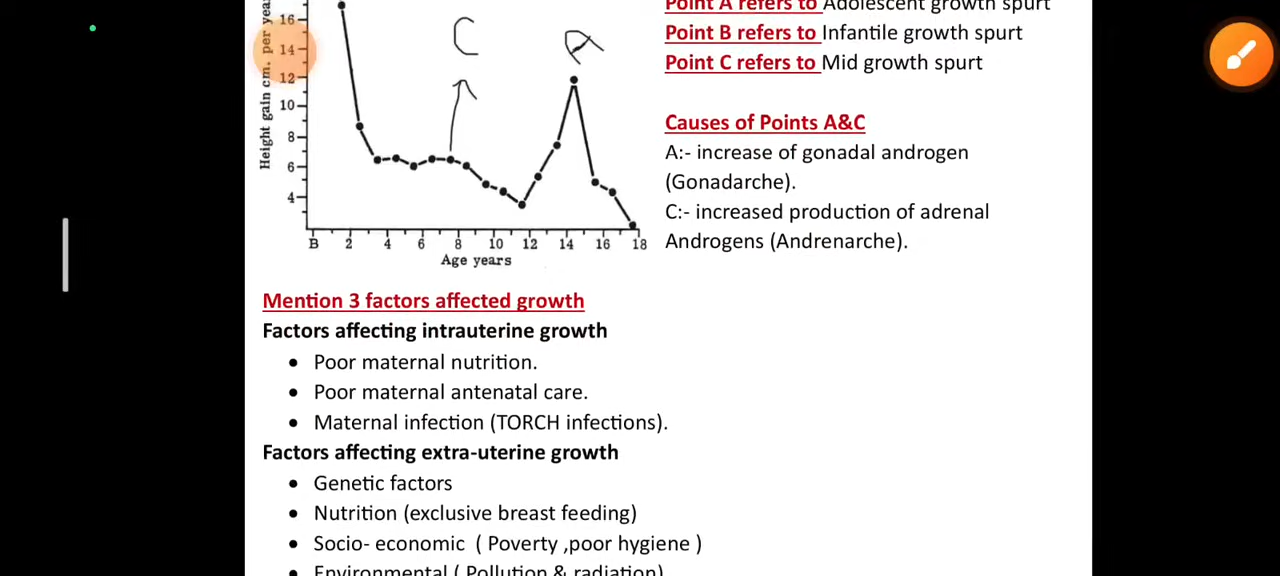 Point A refers to Adolescent growth spurt
Point B refers to Infantile growth spurt
Point C refers to Mid growth spurt
Height gain cm. per year
16
14
12
10
8
6
4
C
A
B 2 4 6 8 10 12 14 16 18
Age years
Causes of Points A&C
A:- increase of gonadal androgen
(Gonadarche).
C:- increased production of adrenal
Androgens (Andrenarche).
Mention 3 factors affected growth
Factors affecting intrauterine growth
• Poor maternal nutrition.
• Poor maternal antenatal care.
• Maternal infection (TORCH infections).
Factors affecting extra-uterine growth
• Genetic factors
• Nutrition (exclusive breast feeding)
• Socio- economic ( Poverty ,poor hygiene )
• Environmental ( Pollution & radiation)